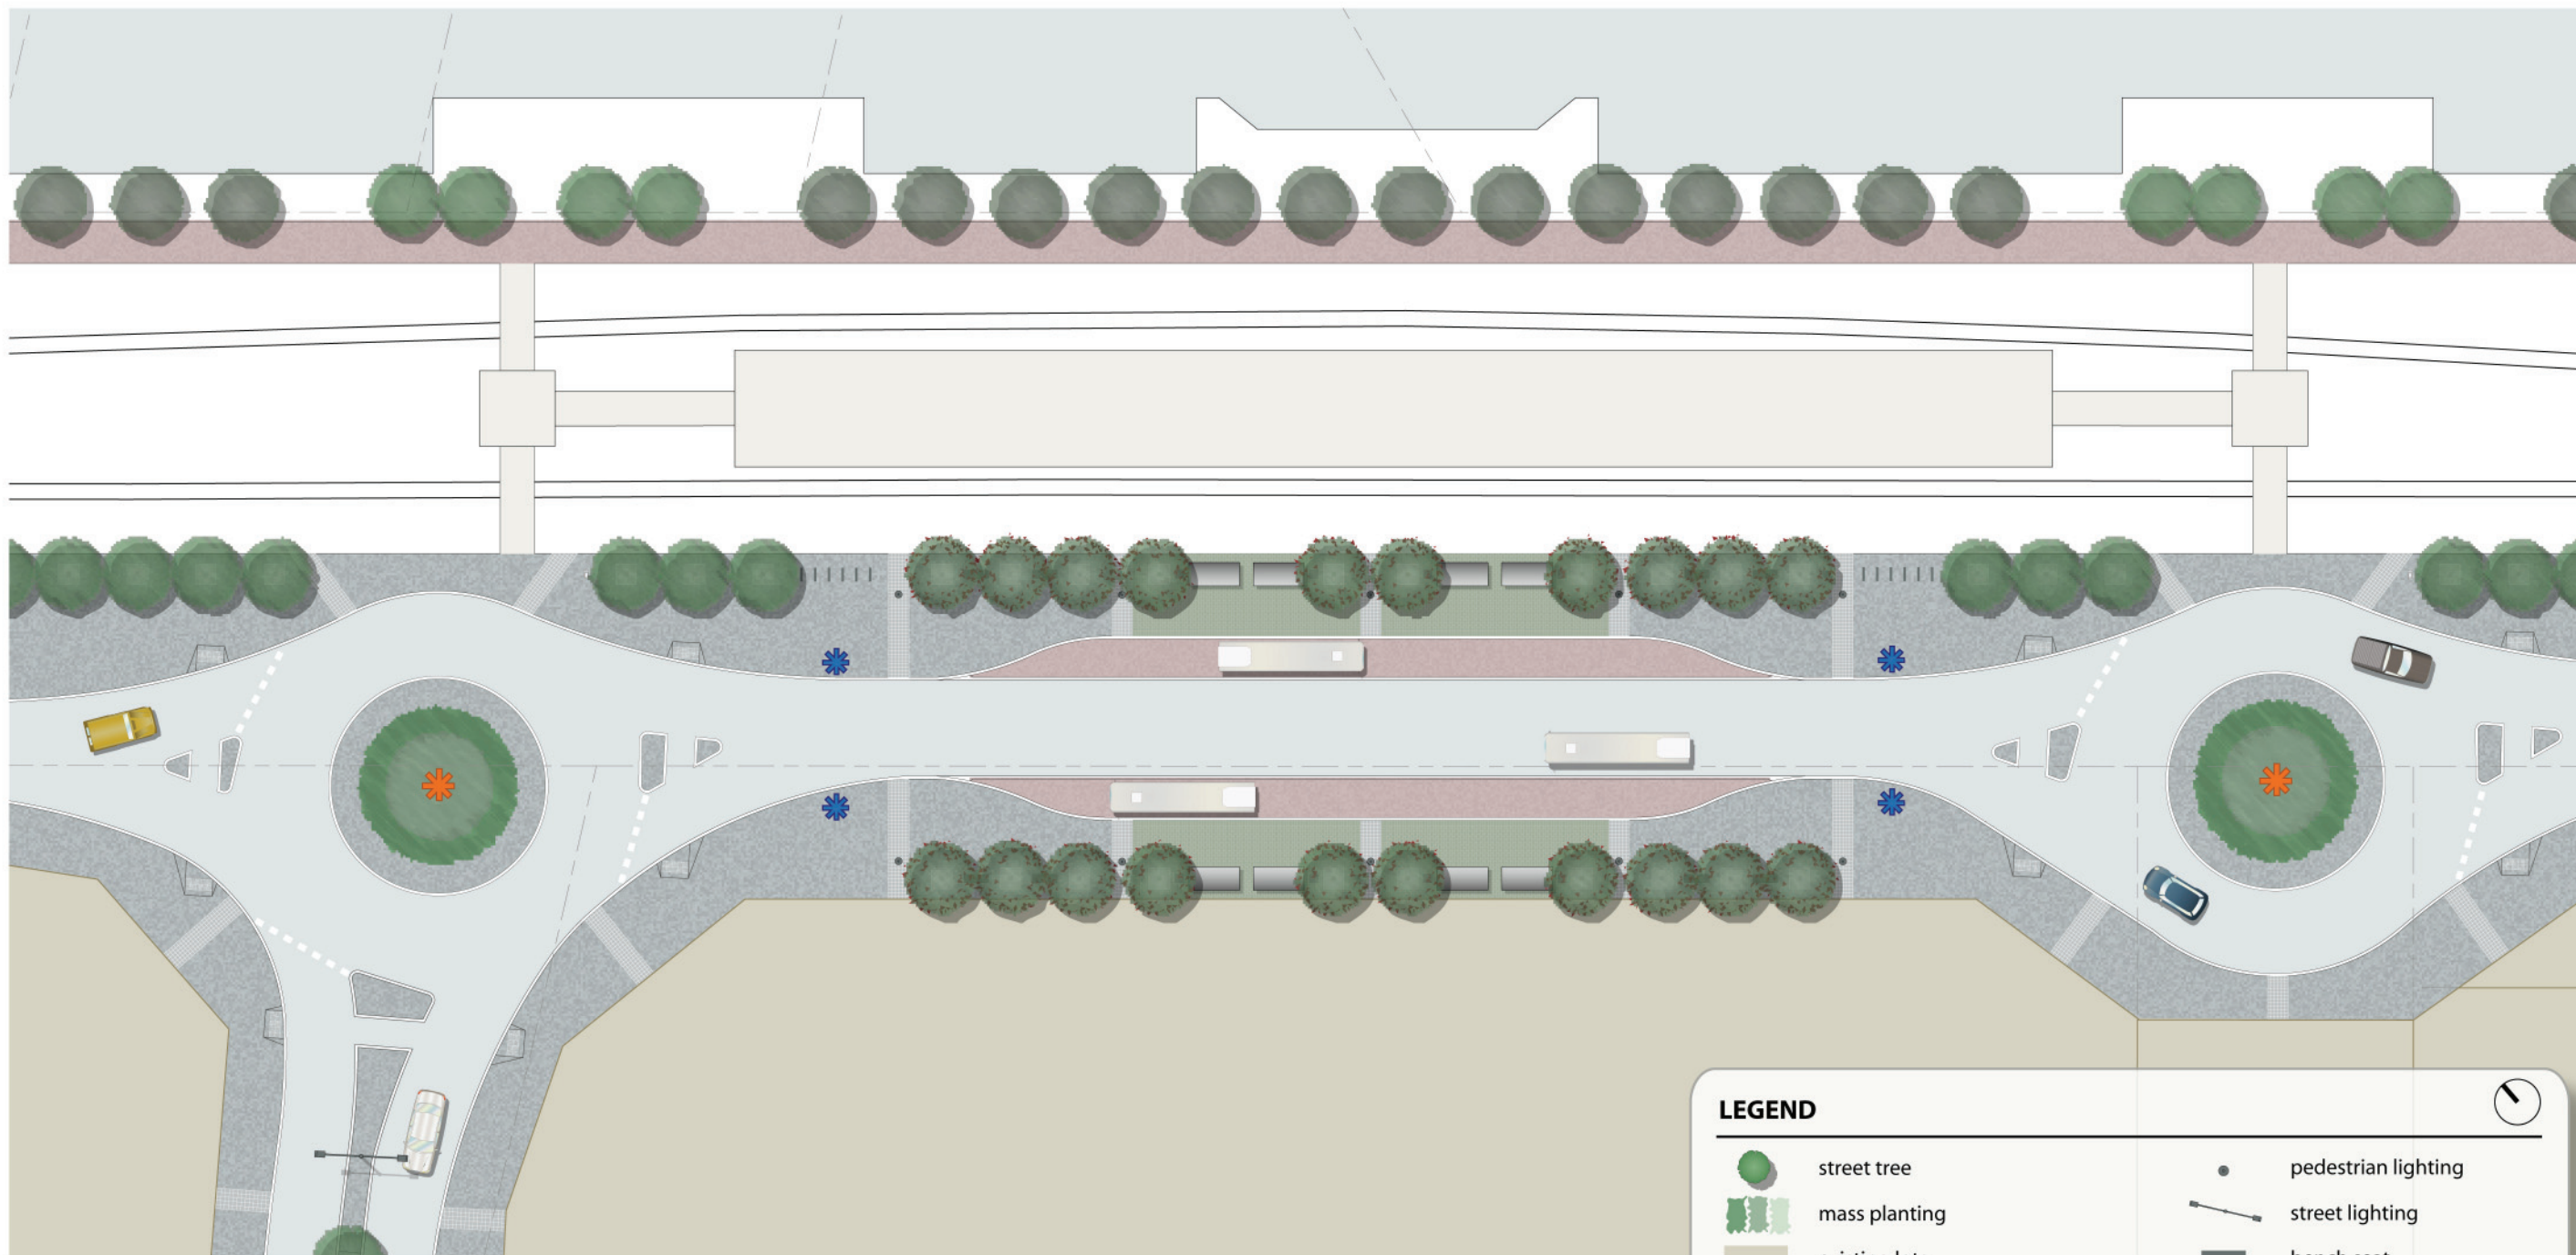 LEGEND
street tree
pedestrian lighting
mass planting
street lighting